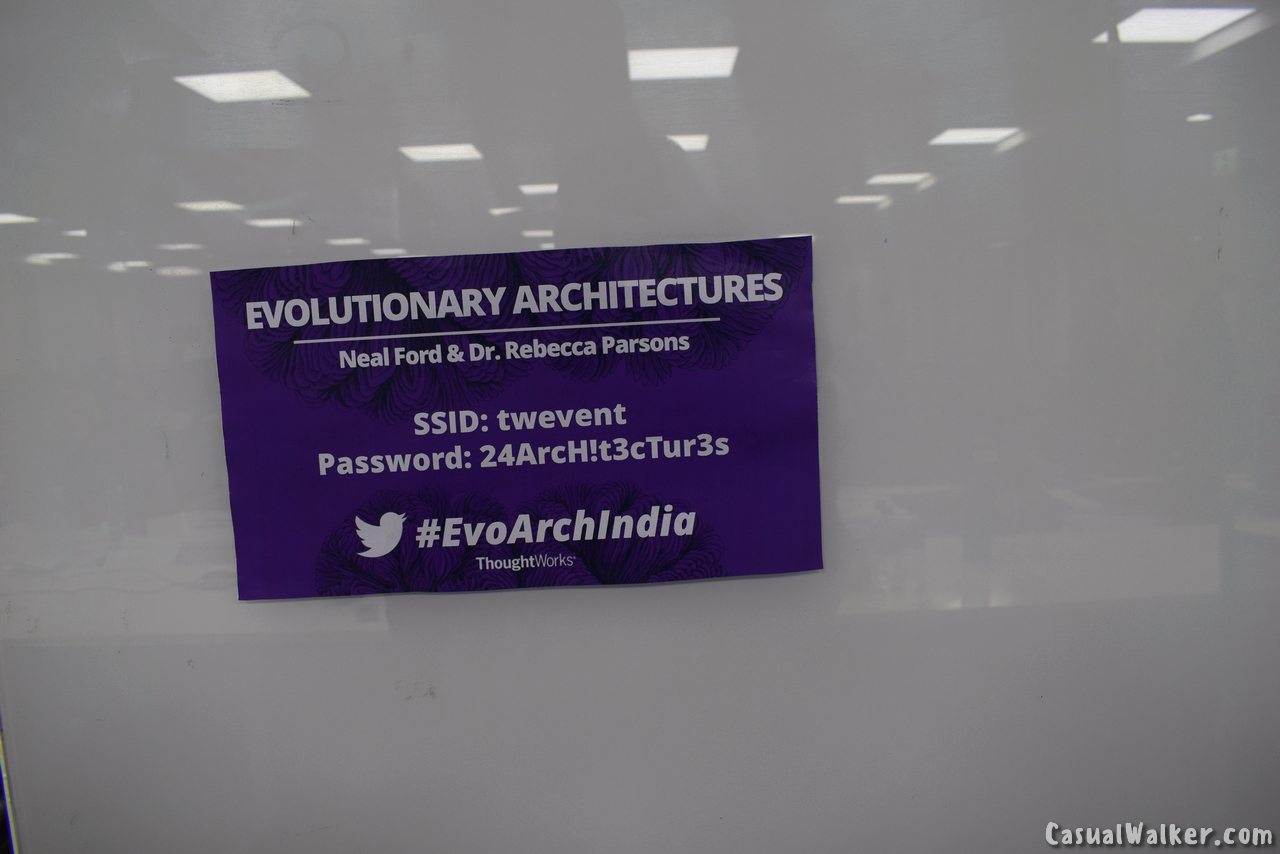 EVOLUTIONARY ARCHITECTURES
Neal Ford & Dr. Rebecca Parsons
SSID: twevent
Password: 24ArcH!t3cTur3s
#EvoArchIndia
ThoughtWorks
CasualWalker.com